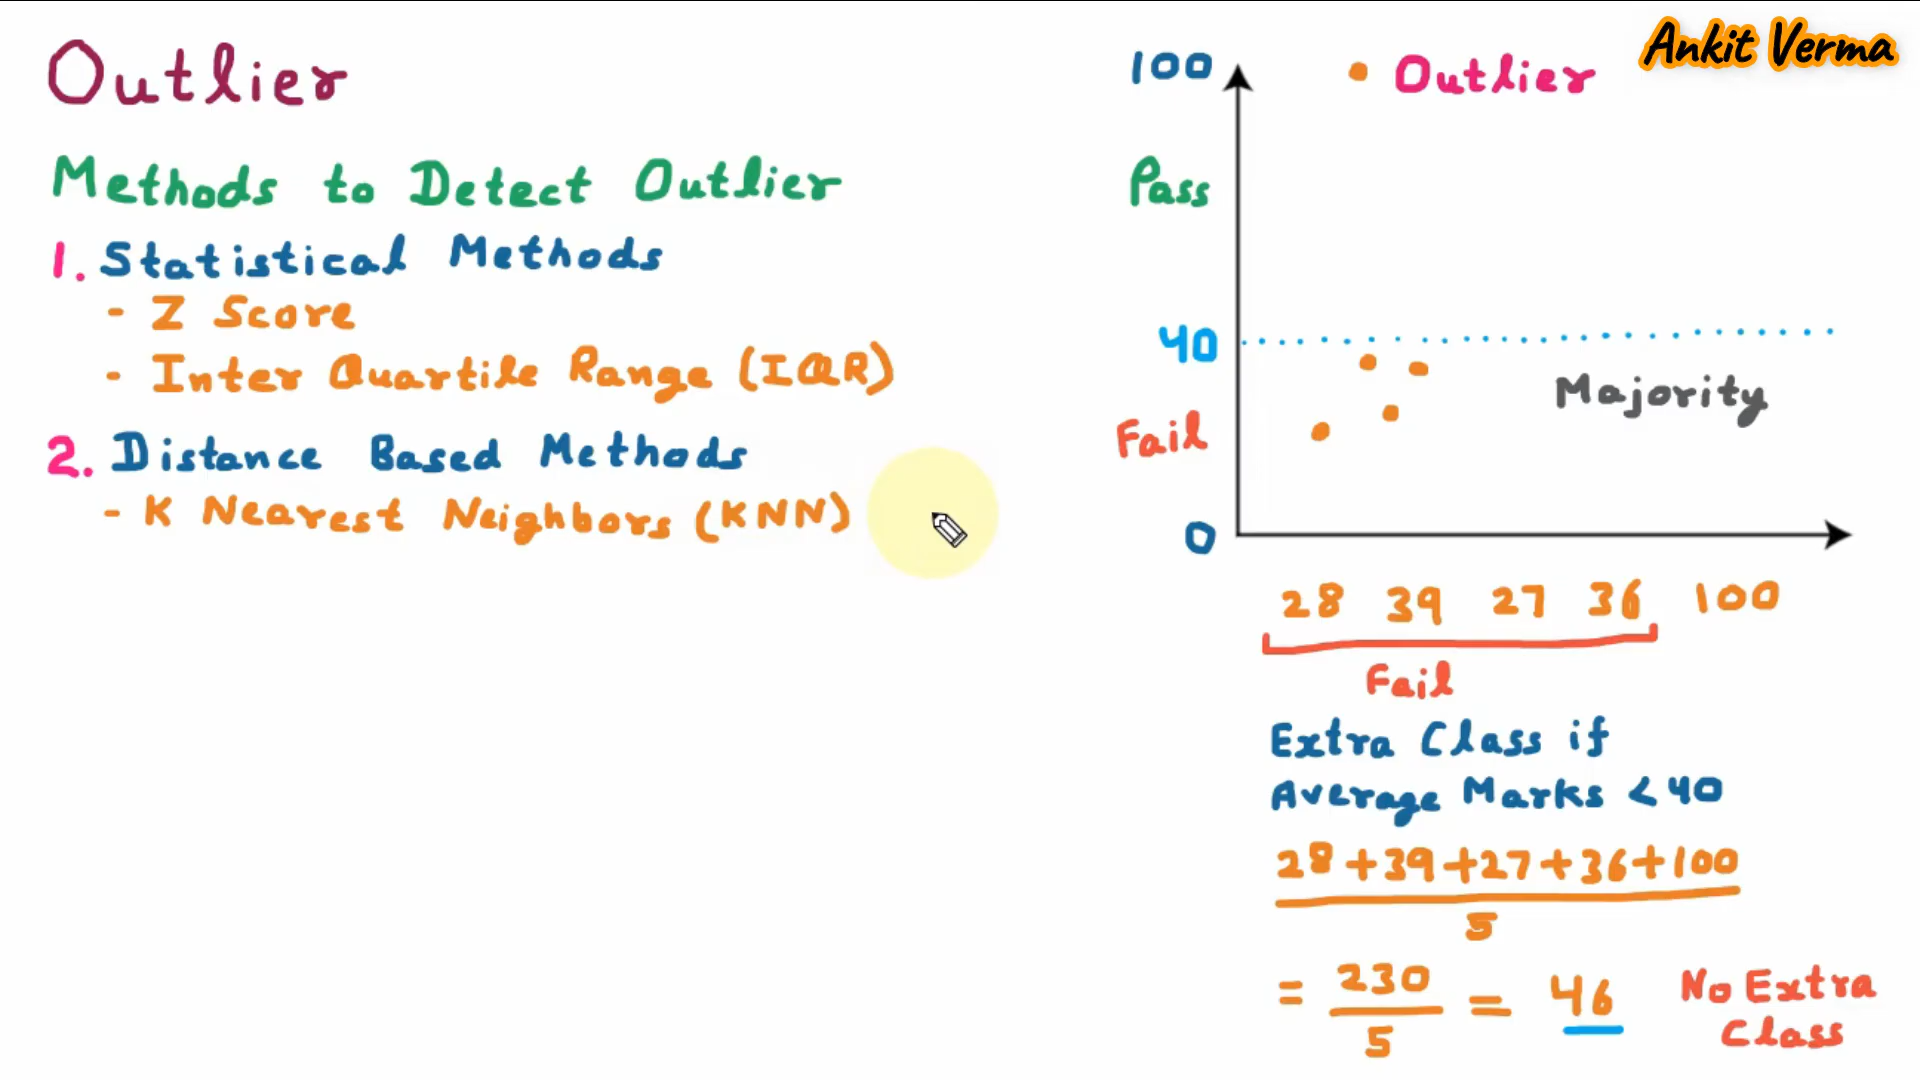 Outlier
Methods to Detect Outlier
1. Statistical Methods
- Z Score
- Inter Quartile Range (IQR)
2. Distance Based Methods
- K Nearest Neighbors (KNN)
Ankit Verma
100
Outlier
Pass
40
Majority
Fail
0
28 39 27 36 100
Fail
Extra Class if
Average Marks < 40
28 + 39 + 27 + 36 + 100
5
= 230 = 46
5
No Extra
Class